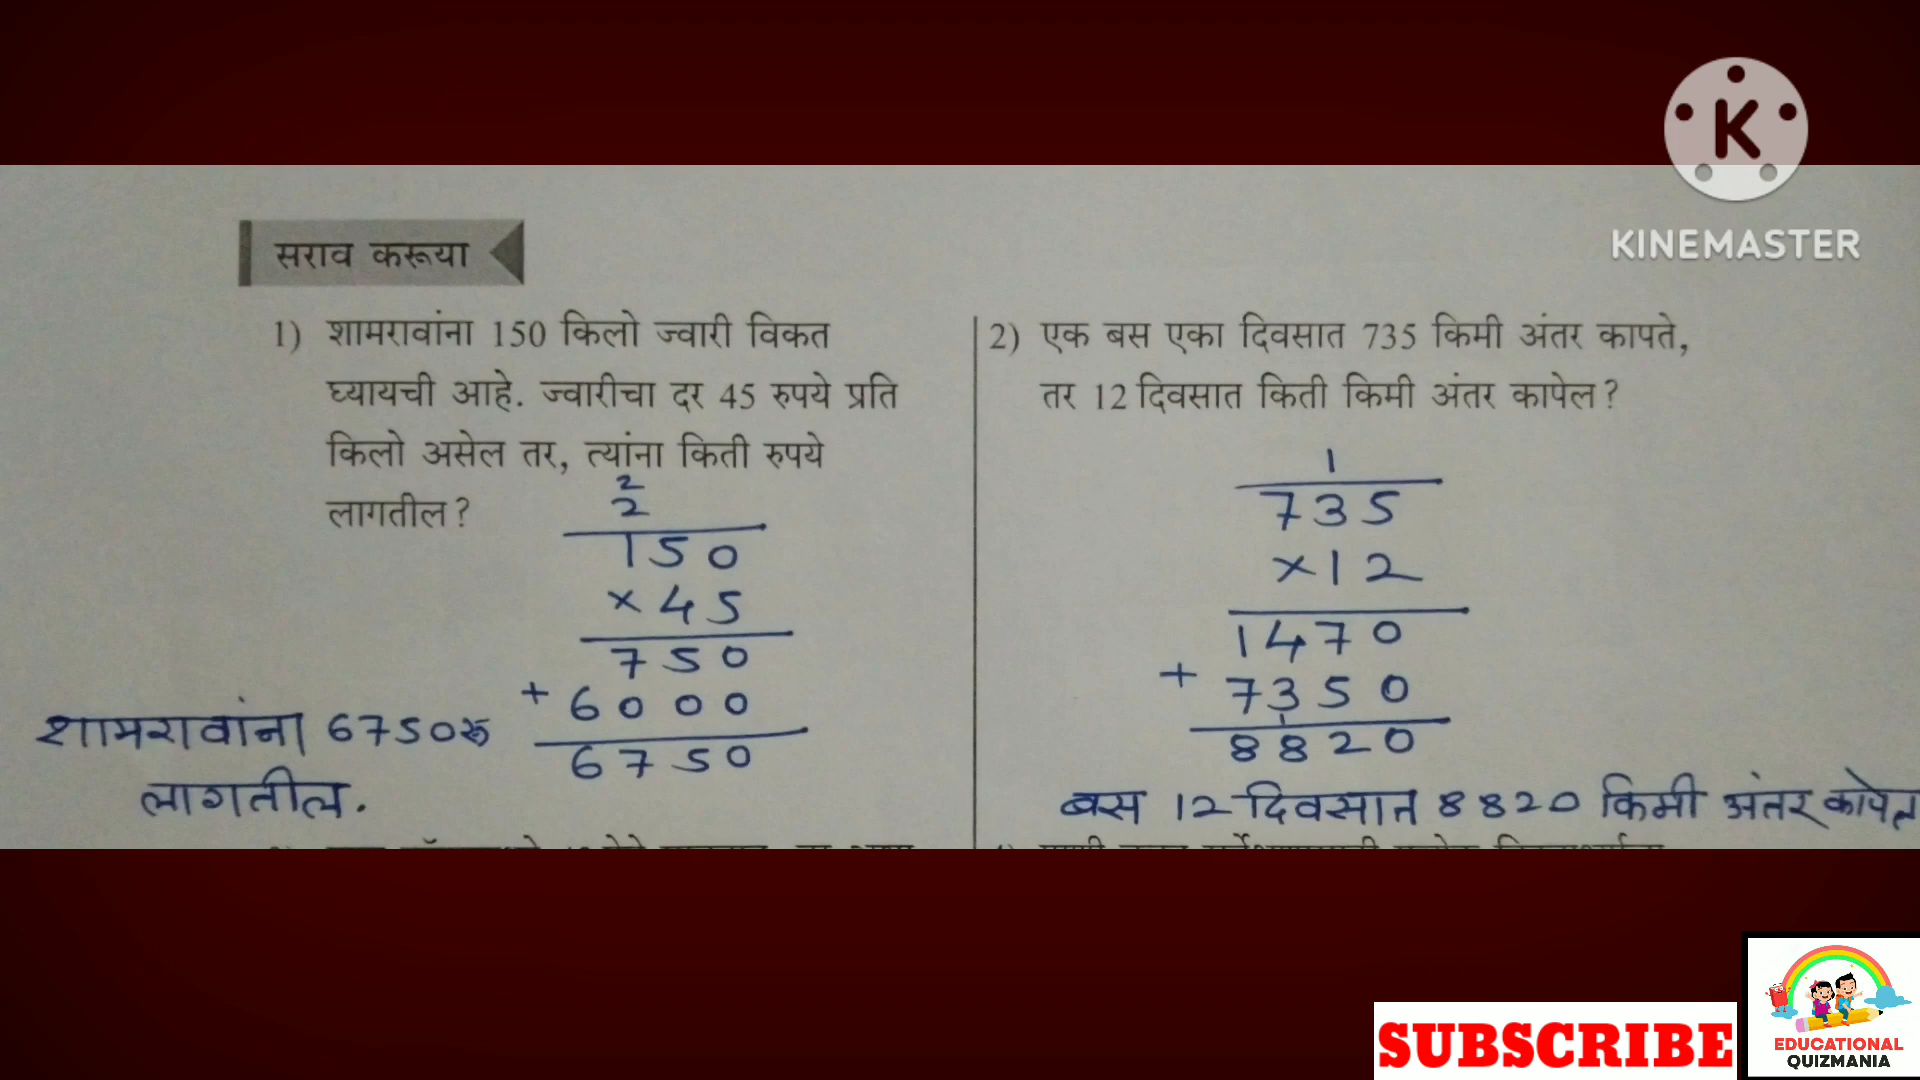 KINEMASTER
सराव करूया
1) शामरावांना 150 किलो ज्वारी विकत
घ्यायची आहे. ज्वारीचा दर 45 रुपये प्रति
किलो असेल तर, त्यांना किती रुपये
लागतील?
2
2
150
× 45
750
+ 6000
6750
शामरावांना 6750रू
लागतील.
2) एक बस एका दिवसात 735 किमी अंतर कापते,
तर 12 दिवसात किती किमी अंतर कापेल?
1
735
×12
1470
+ 7350
1
8820
बस 12 दिवसात 8820 किमी अंतर कापेल
SUBSCRIBE
EDUCATIONAL
QUIZMANIA